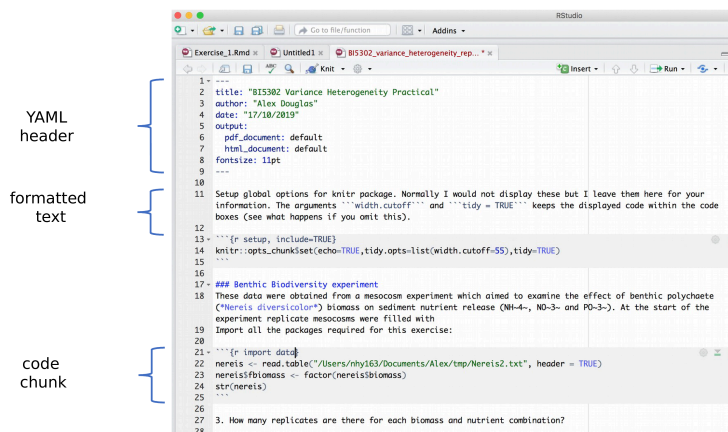 RStudio
Go to file/function
Addins
Exercise_1.Rmd
Untitled1
BI5302_variance_heterogeneity_rep... *
ABC
Knit
Insert
Run
YAML
header
1 ---
2 title: "BI5302 Variance Heterogeneity Practical"
3 author: "Alex Douglas"
4 date: "17/10/2019"
5 output:
6 pdf_document: default
7 html_document: default
8 fontsize: 11pt
9 ---
10
formatted
text
11 Setup global options for knitr package. Normally I would not display these but I leave them here for your
information. The arguments ```width.cutoff``` and ```tidy = TRUE``` keeps the displayed code within the code
boxes (see what happens if you omit this).
12
13 ```{r setup, include=TRUE}
14 knitr::opts_chunk$set(echo=TRUE,tidy.opts=list(width.cutoff=55),tidy=TRUE)
15 ```
16
17 ### Benthic Biodiversity experiment
18 These data were obtained from a mesocosm experiment which aimed to examine the effect of benthic polychaete
(*Nereis diversicolor*) biomass on sediment nutrient release (NH~4~, NO~3~ and PO~3~). At the start of the
experiment replicate mesocosms were filled with
19 Import all the packages required for this exercise:
20
code
chunk
21 ```{r import data}
22 nereis <- read.table("/Users/nhy163/Documents/Alex/tmp/Nereis2.txt", header = TRUE)
23 nereis$fbiomass <- factor(nereis$biomass)
24 str(nereis)
25 ```
26
27 3. How many replicates are there for each biomass and nutrient combination?
28